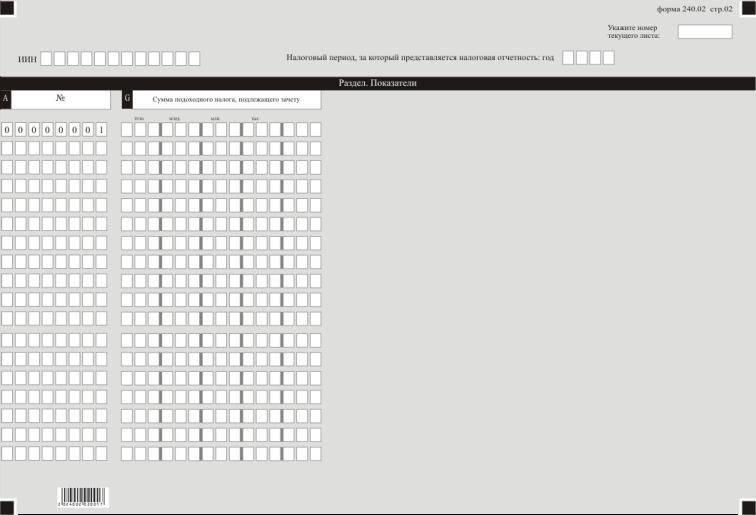 форма 240.02 стр.02
Укажите номер
текущего листа:
ИИН
Налоговый период, за который представляется налоговая отчетность: год
Раздел. Показатели
A № G Сумма подоходного налога, подлежащего зачету
трлн. млрд. млн. тыс.
0 0 0 0 0 0 0 1